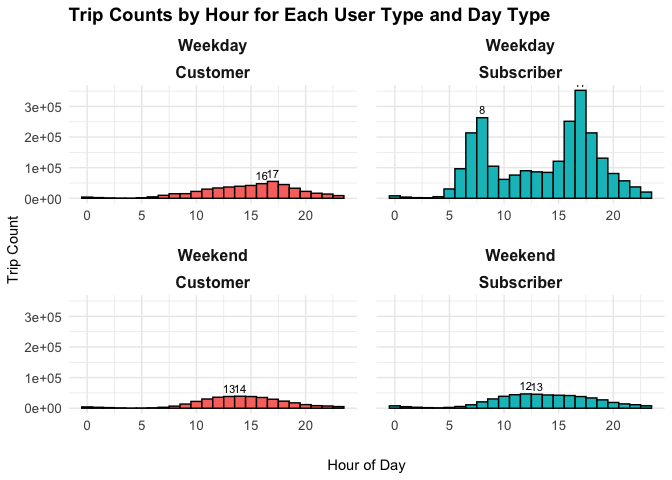 Trip Counts by Hour for Each User Type and Day Type
Weekday Weekday
Customer Subscriber
Trip Count
3e+05
2e+05
1e+05
0e+00
16 17
8
0 5 10 15 20 0 5 10 15 20
Weekend Weekend
Customer Subscriber
3e+05
2e+05
1e+05
0e+00
13 14
12 13
0 5 10 15 20 0 5 10 15 20
Hour of Day